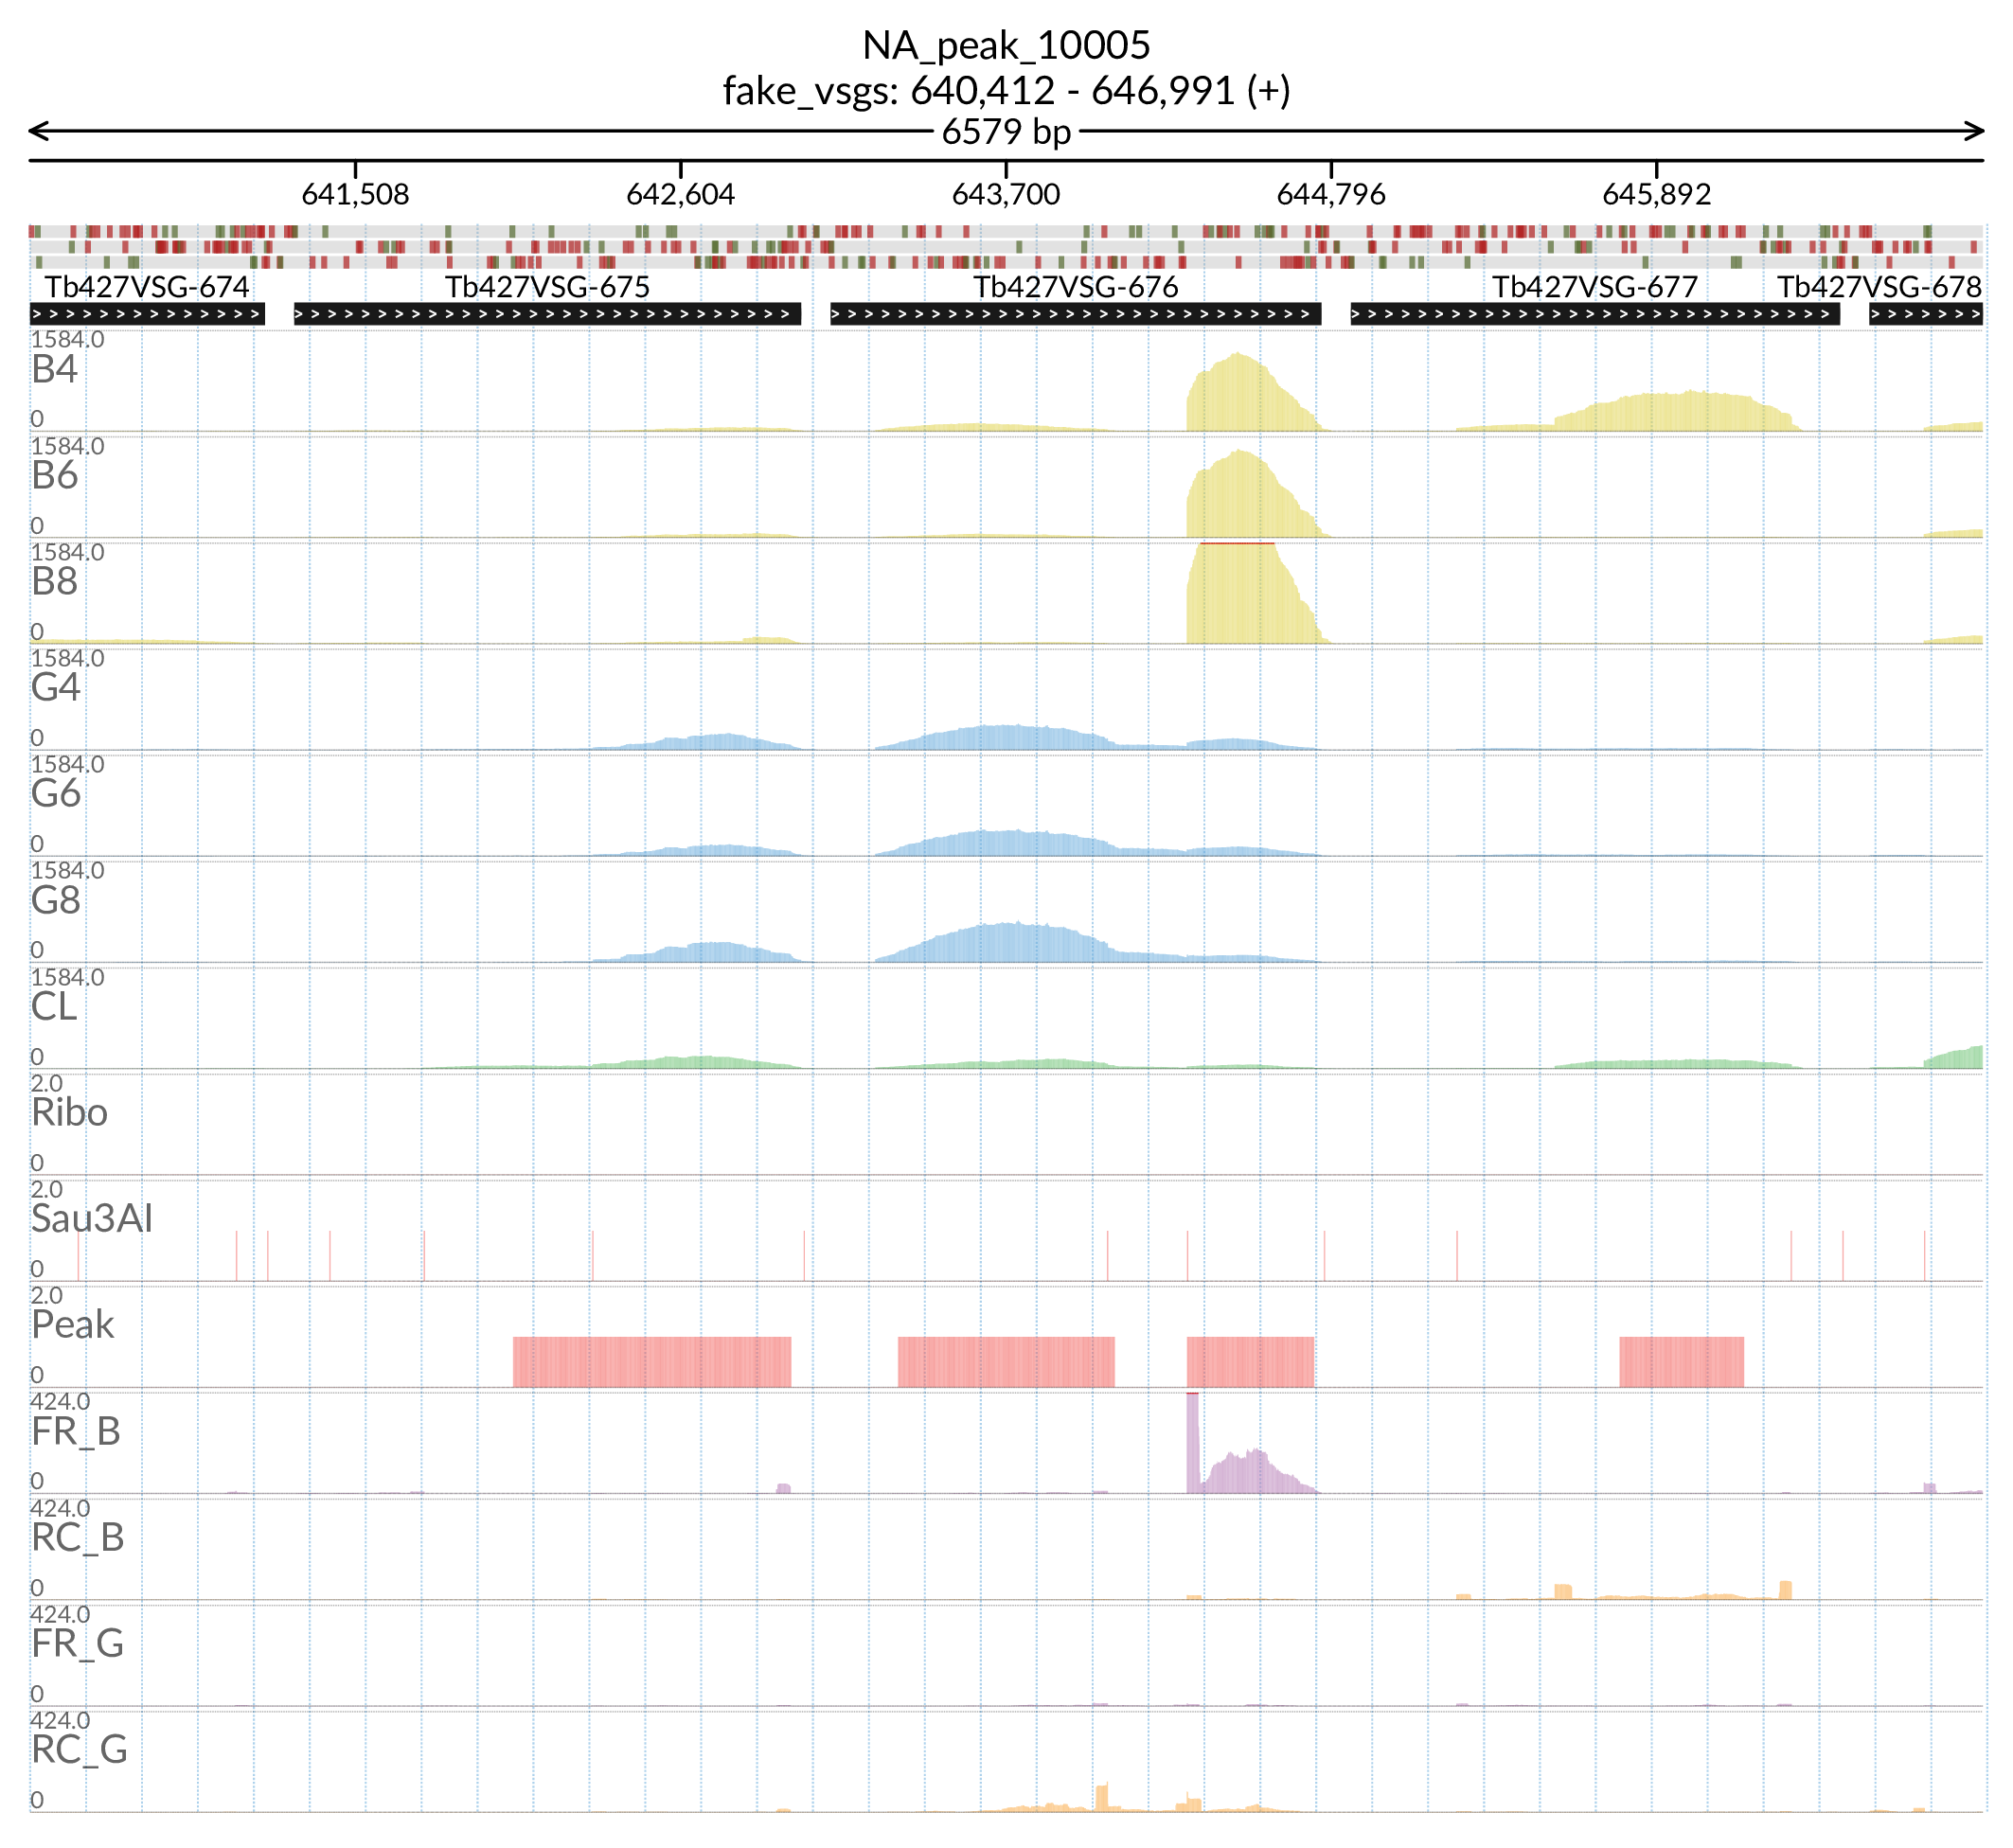 NA_peak_10005
fake_vsgs: 640,412 - 646,991 (+)
6579 bp
641,508 642,604 643,700 644,796 645,892
Tb427VSG-674 Tb427VSG-675 Tb427VSG-676 Tb427VSG-677 Tb427VSG-678
1584.0
B4
0
1584.0
B6
0
1584.0
B8
0
1584.0
G4
0
1584.0
G6
0
1584.0
G8
0
1584.0
CL
0
2.0
Ribo
0
2.0
Sau3AI
0
2.0
Peak
0
424.0
FR_B
0
424.0
RC_B
0
424.0
FR_G
0
424.0
RC_G
0